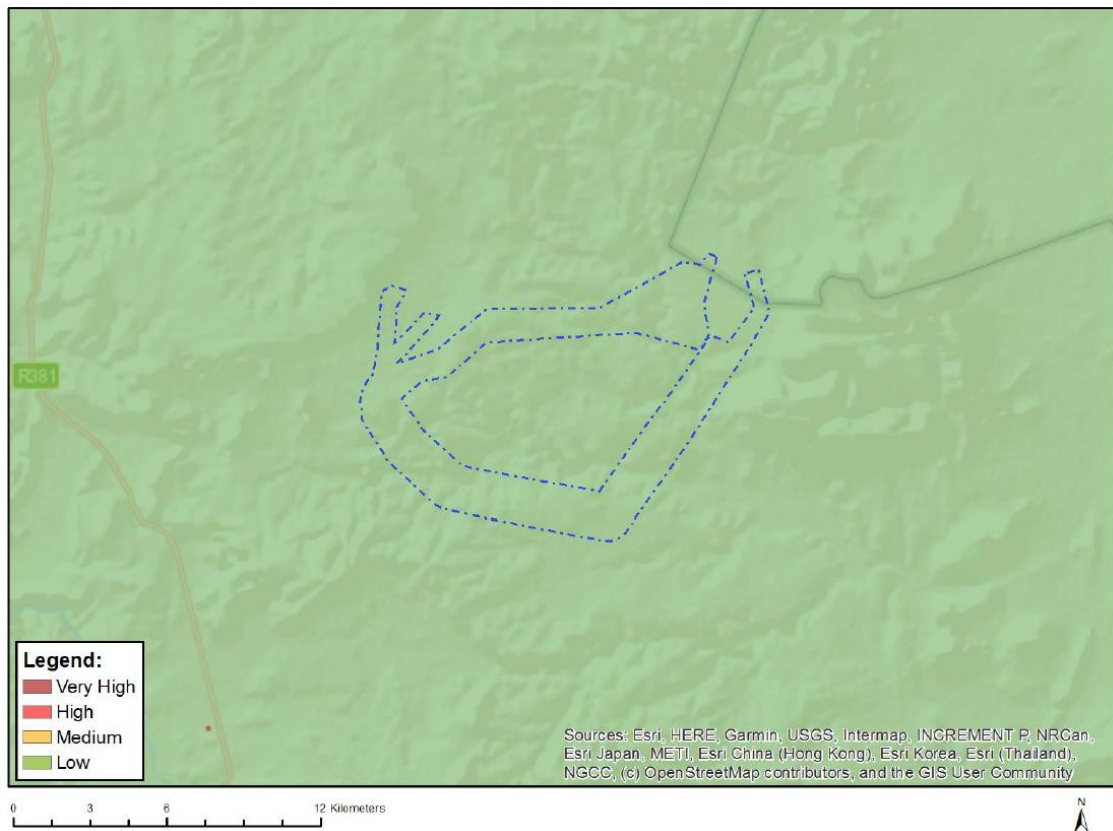 R381
Legend:
Very High
High
Medium
Low
Sources: Esri, HERE, Garmin, USGS, Intermap, INCREMENT P, NRCan,
Esri Japan, METI, Esri China (Hong Kong), Esri Korea, Esri (Thailand),
NGCC, (c) OpenStreetMap contributors, and the GIS User Community
0 3 6 12 Kilometers
N